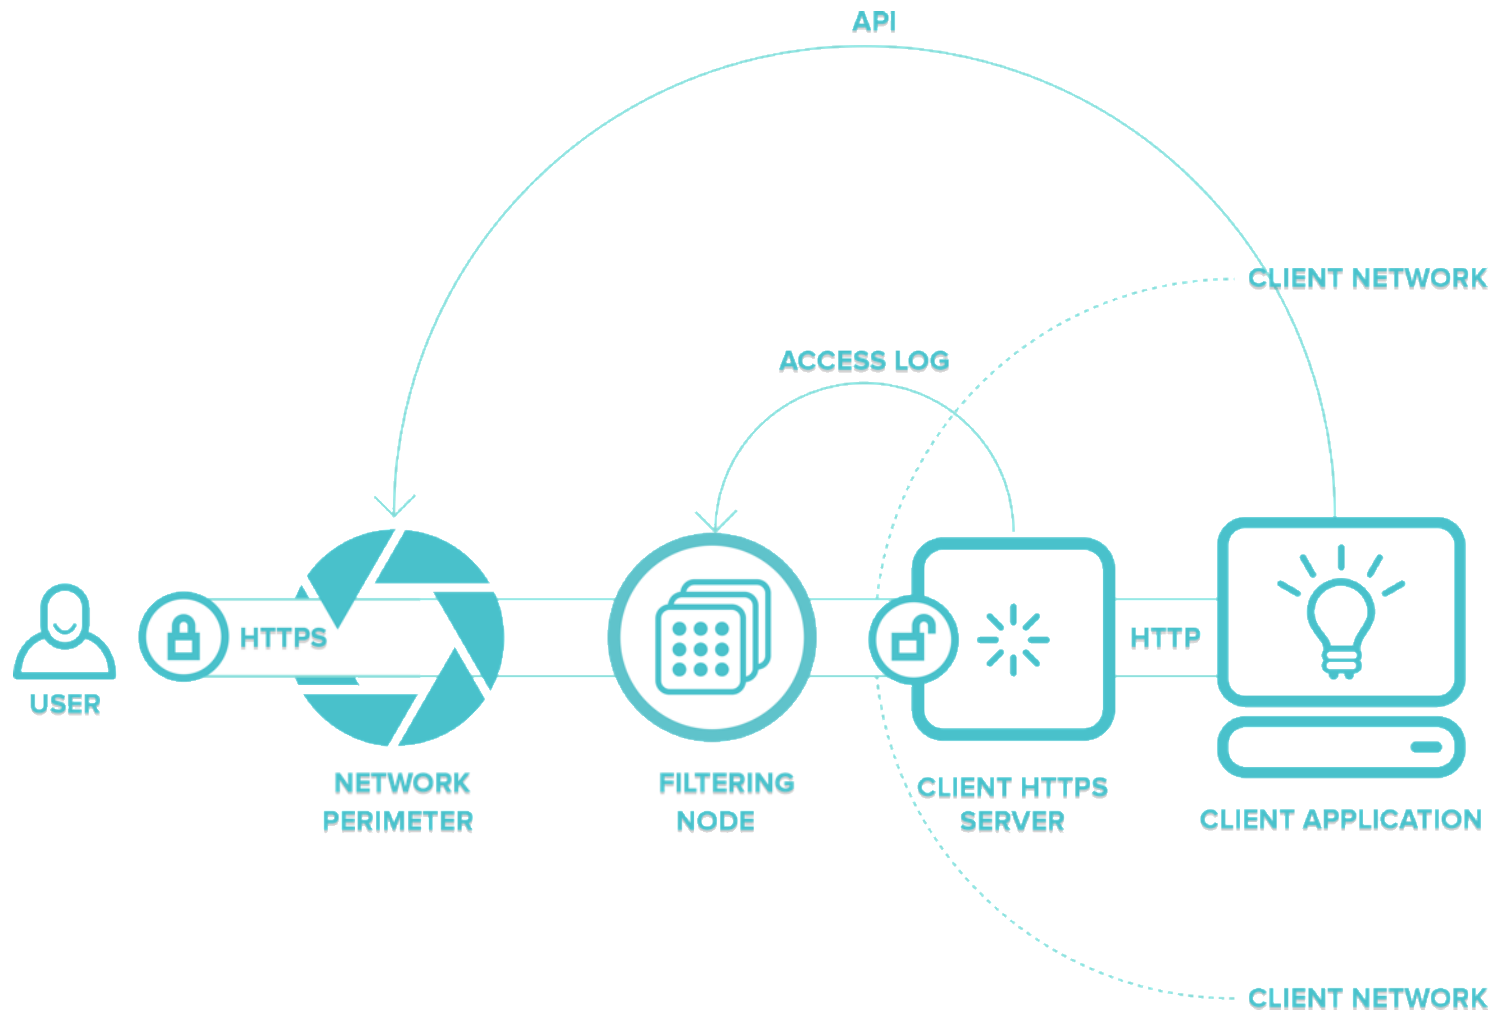 API
CLIENT NETWORK
ACCESS LOG
HTTPS
HTTP
USER
NETWORK
PERIMETER
FILTERING
NODE
CLIENT HTTPS
SERVER
CLIENT APPLICATION
CLIENT NETWORK